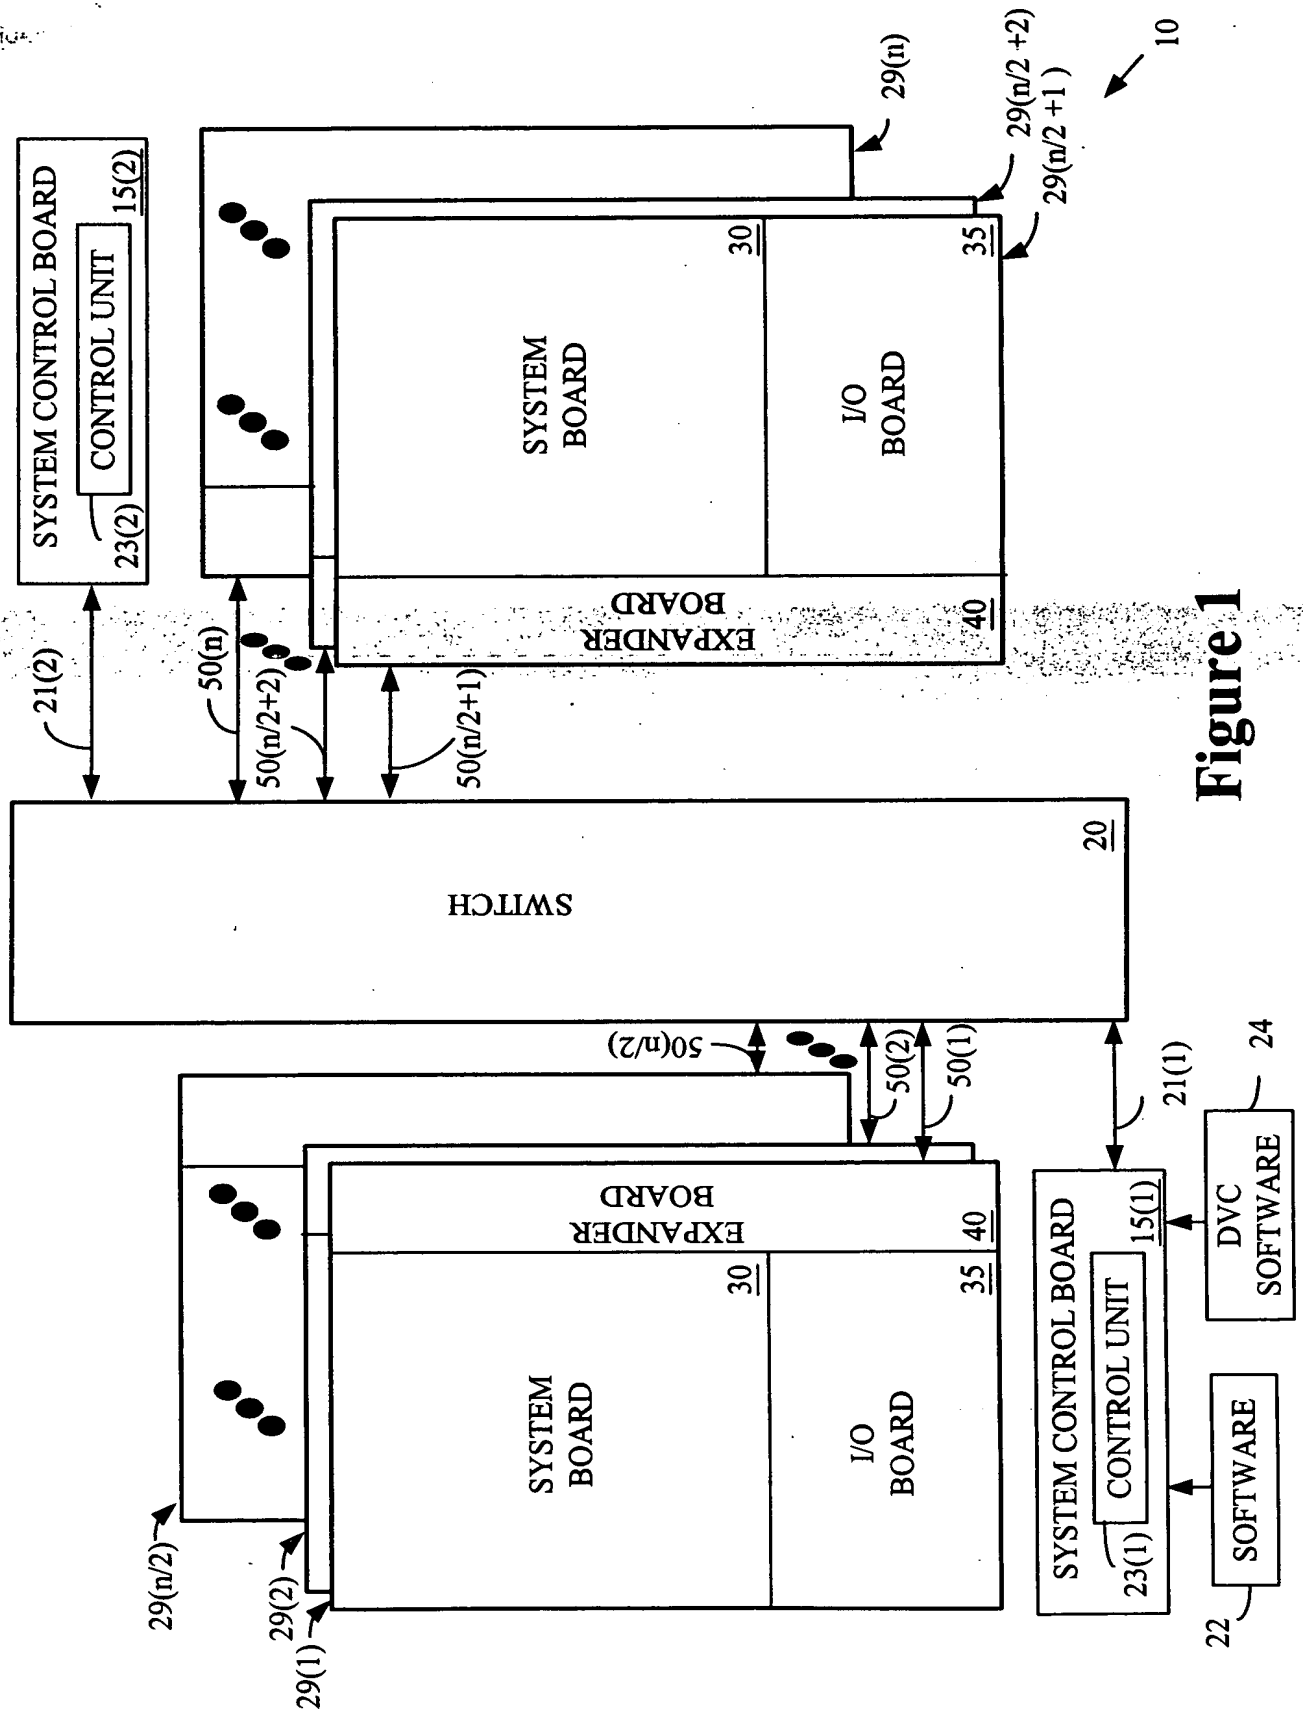 29(n/2)
29(2)
29(1)
SYSTEM
BOARD
30
I/O
BOARD
35
EXPANDER
BOARD
40
50(n/2)
50(2)
50(1)
SWITCH
20
21(2)
50(n)
50(n/2+2)
50(n/2+1)
SYSTEM CONTROL BOARD
CONTROL UNIT
15(2)
23(2)
EXPANDER
BOARD
40
SYSTEM
BOARD
30
I/O
BOARD
35
29(n)
29(n/2 +2)
29(n/2 +1 )
10
21(1)
SYSTEM CONTROL BOARD
15(1)
CONTROL UNIT
23(1)
SOFTWARE
22
DVC
SOFTWARE
24
Figure 1